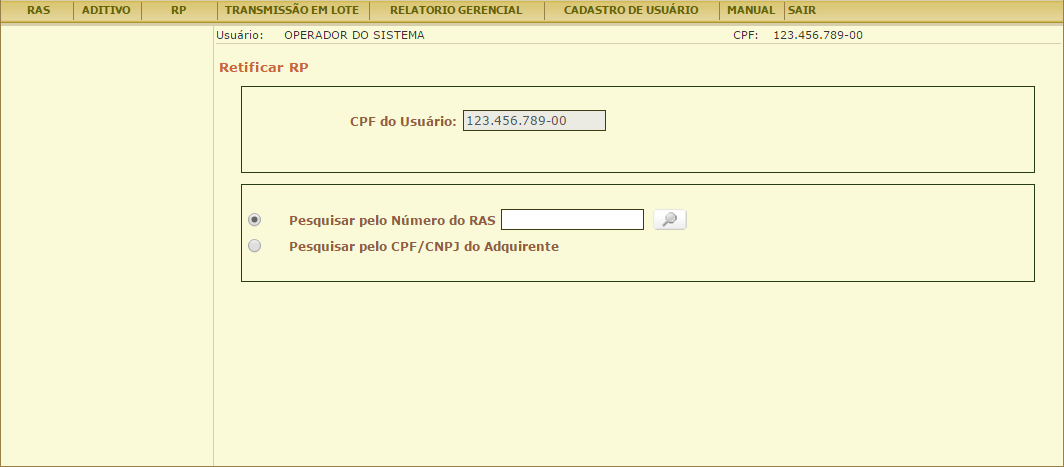 RAS ADITIVO RP TRANSMISSÃO EM LOTE RELATORIO GERENCIAL CADASTRO DE USUÁRIO MANUAL SAIR
Usuário: OPERADOR DO SISTEMA CPF: 123.456.789-00
Retificar RP
CPF do Usuário: 123.456.789-00
Pesquisar pelo Número do RAS
Pesquisar pelo CPF/CNPJ do Adquirente